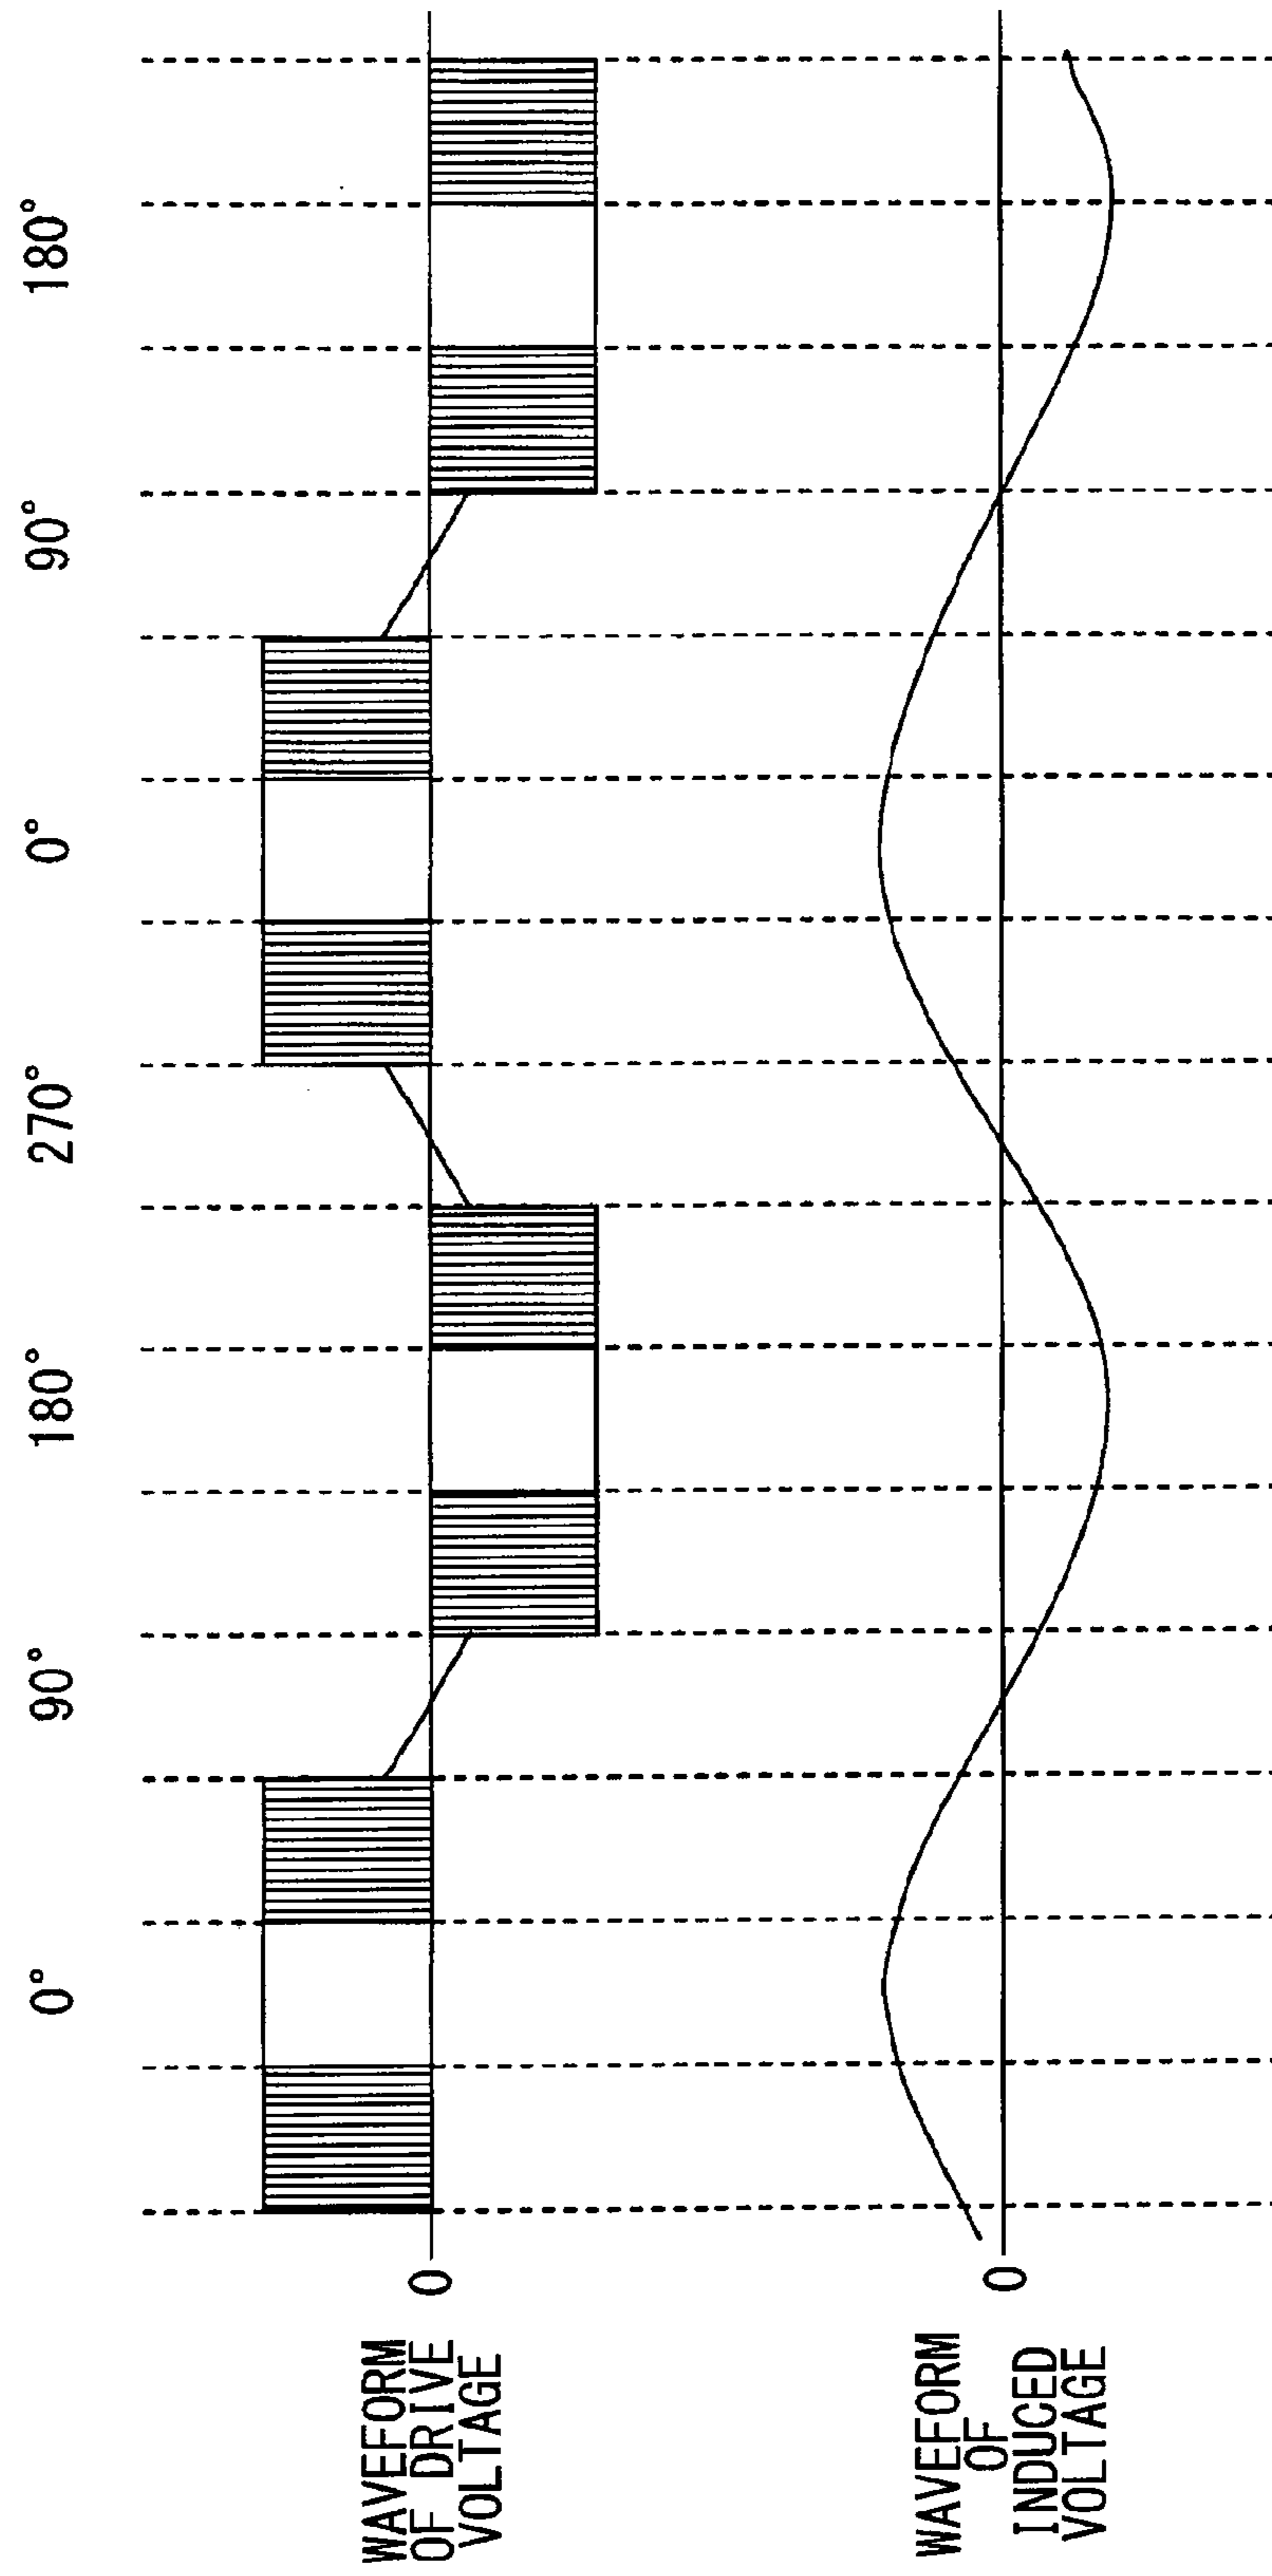 0° 90° 180° 270° 0° 90° 180°
WAVEFORM
OF DRIVE
VOLTAGE
0
WAVEFORM
OF
INDUCED
VOLTAGE
0